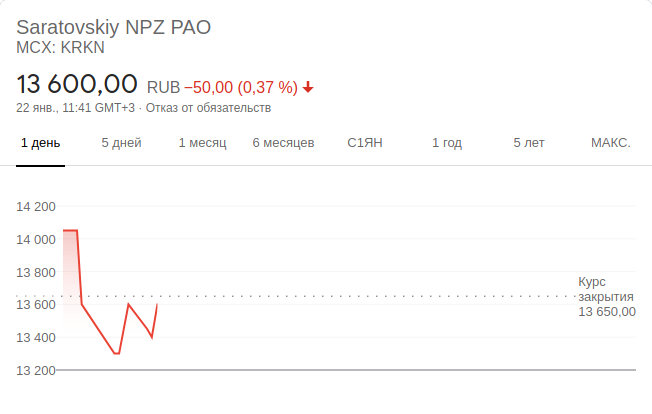 Saratovskiy NPZ PAO
MCX: KRKN
13 600,00 RUB −50,00 (0,37 %)
22 янв., 11:41 GMT+3 · Отказ от обязательств
1 день 5 дней 1 месяц 6 месяцев С1ЯН 1 год 5 лет МАКС.
14 200
14 000
13 800
13 600
13 400
13 200
Курс
закрытия
13 650,00